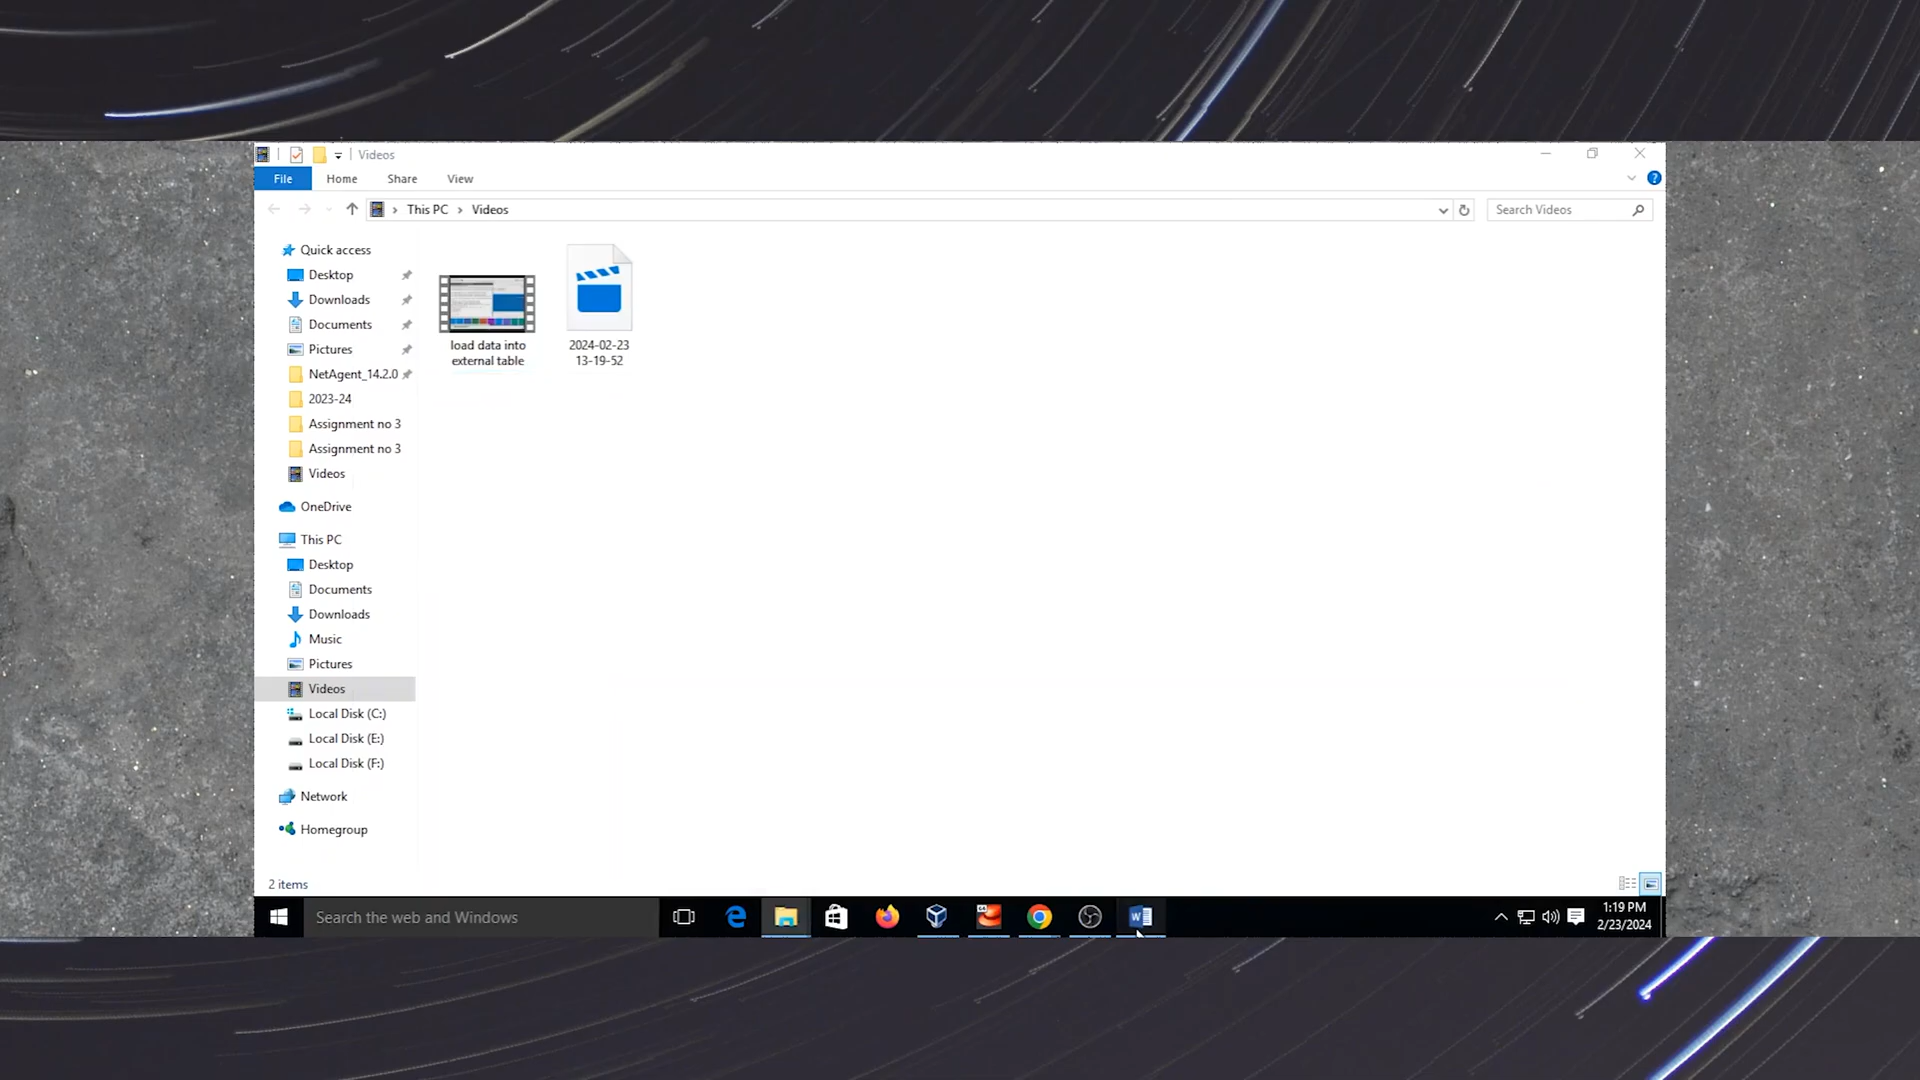 Videos
File Home Share View
This PC Videos
Search Videos
Quick access
Desktop
Downloads
Documents
Pictures
NetAgent_14.2.0
2023-24
Assignment no 3
Assignment no 3
Videos
OneDrive
This PC
Desktop
Documents
Downloads
Music
Pictures
Videos
Local Disk (C:)
Local Disk (E:)
Local Disk (F:)
Network
Homegroup
load data into
external table
2024-02-23
13-19-52
2 items
Search the web and Windows
1:19 PM
2/23/2024